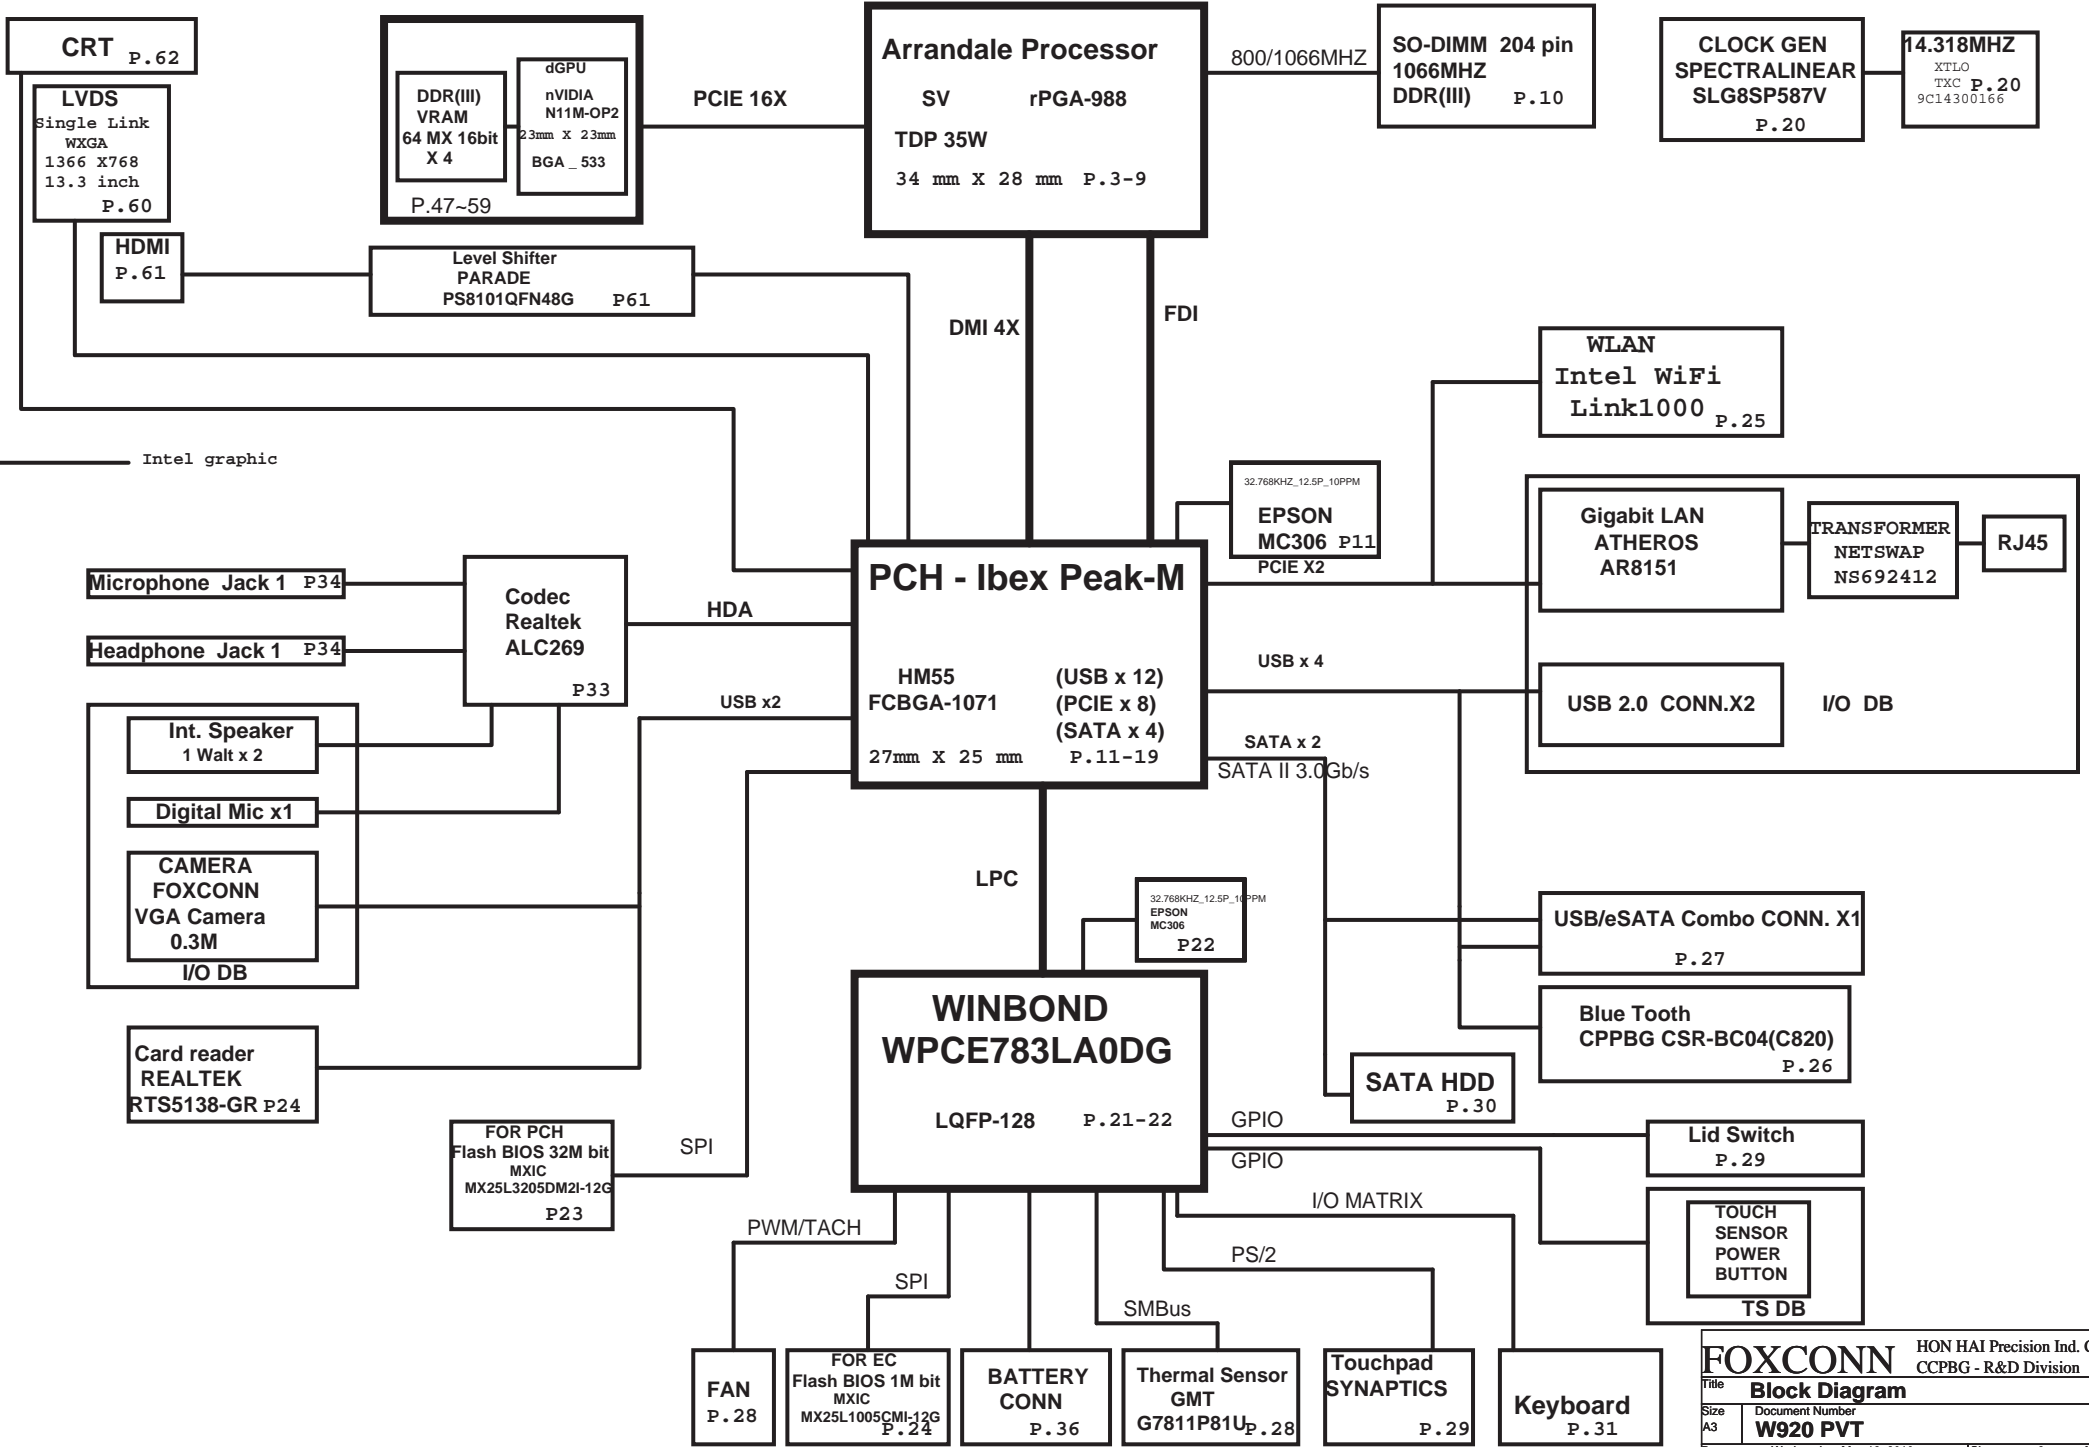 CRT P.62
LVDS
Single Link
WXGA
1366 X768
13.3 inch
P.60
HDMI
P.61
DDR(III)
VRAM
64 MX 16bit
X 4
dGPU
nVIDIA
N11M-OP2
23mm X 23mm
BGA _ 533
P.47~59
PCIE 16X
Arrandale Processor
SV rPGA-988
TDP 35W
34 mm X 28 mm P.3-9
800/1066MHZ
SO-DIMM 204 pin
1066MHZ
DDR(III) P.10
CLOCK GEN
SPECTRALINEAR
SLG8SP587V
P.20
14.318MHZ
XTLO
TXC P.20
9C14300166
Level Shifter
PARADE
PS8101QFN48G P61
DMI 4X
FDI
WLAN
Intel WiFi
Link1000 P.25
Intel graphic
32.768KHZ_12.5P_10PPM
EPSON
MC306 P11
PCIE X2
Gigabit LAN
ATHEROS
AR8151
TRANSFORMER
NETSWAP
NS692412
RJ45
USB x 4
USB 2.0 CONN.X2
I/O DB
Microphone Jack 1 P34
Headphone Jack 1 P34
Codec
Realtek
ALC269
P33
HDA
USB x2
PCH - Ibex Peak-M
HM55 (USB x 12)
FCBGA-1071 (PCIE x 8)
(SATA x 4)
27mm X 25 mm P.11-19
SATA x 2
SATA II 3.0Gb/s
Int. Speaker
1 Walt x 2
Digital Mic x1
CAMERA
FOXCONN
VGA Camera
0.3M
I/O DB
Card reader
REALTEK
RTS5138-GR P24
LPC
32.768KHZ_12.5P_10PPM
EPSON
MC306
P22
USB/eSATA Combo CONN. X1
P.27
Blue Tooth
CPPBG CSR-BC04(C820)
P.26
SATA HDD
P.30
WINBOND
WPCE783LA0DG
LQFP-128 P.21-22
FOR PCH
Flash BIOS 32M bit
MXIC
MX25L3205DM2I-12G
P23
SPI
GPIO
GPIO
Lid Switch
P.29
TOUCH
SENSOR
POWER
BUTTON
TS DB
I/O MATRIX
PWM/TACH
PS/2
SPI
SMBus
FAN
P.28
FOR EC
Flash BIOS 1M bit
MXIC
MX25L1005CMI-12G
P.24
BATTERY
CONN
P.36
Thermal Sensor
GMT
G7811P81U P.28
Touchpad
SYNAPTICS
P.29
Keyboard
P.31
FOXCONN HON HAI Precision Ind.
CCPBG - R&D Division
Title Block Diagram
Size Document Number
A3 W920 PVT